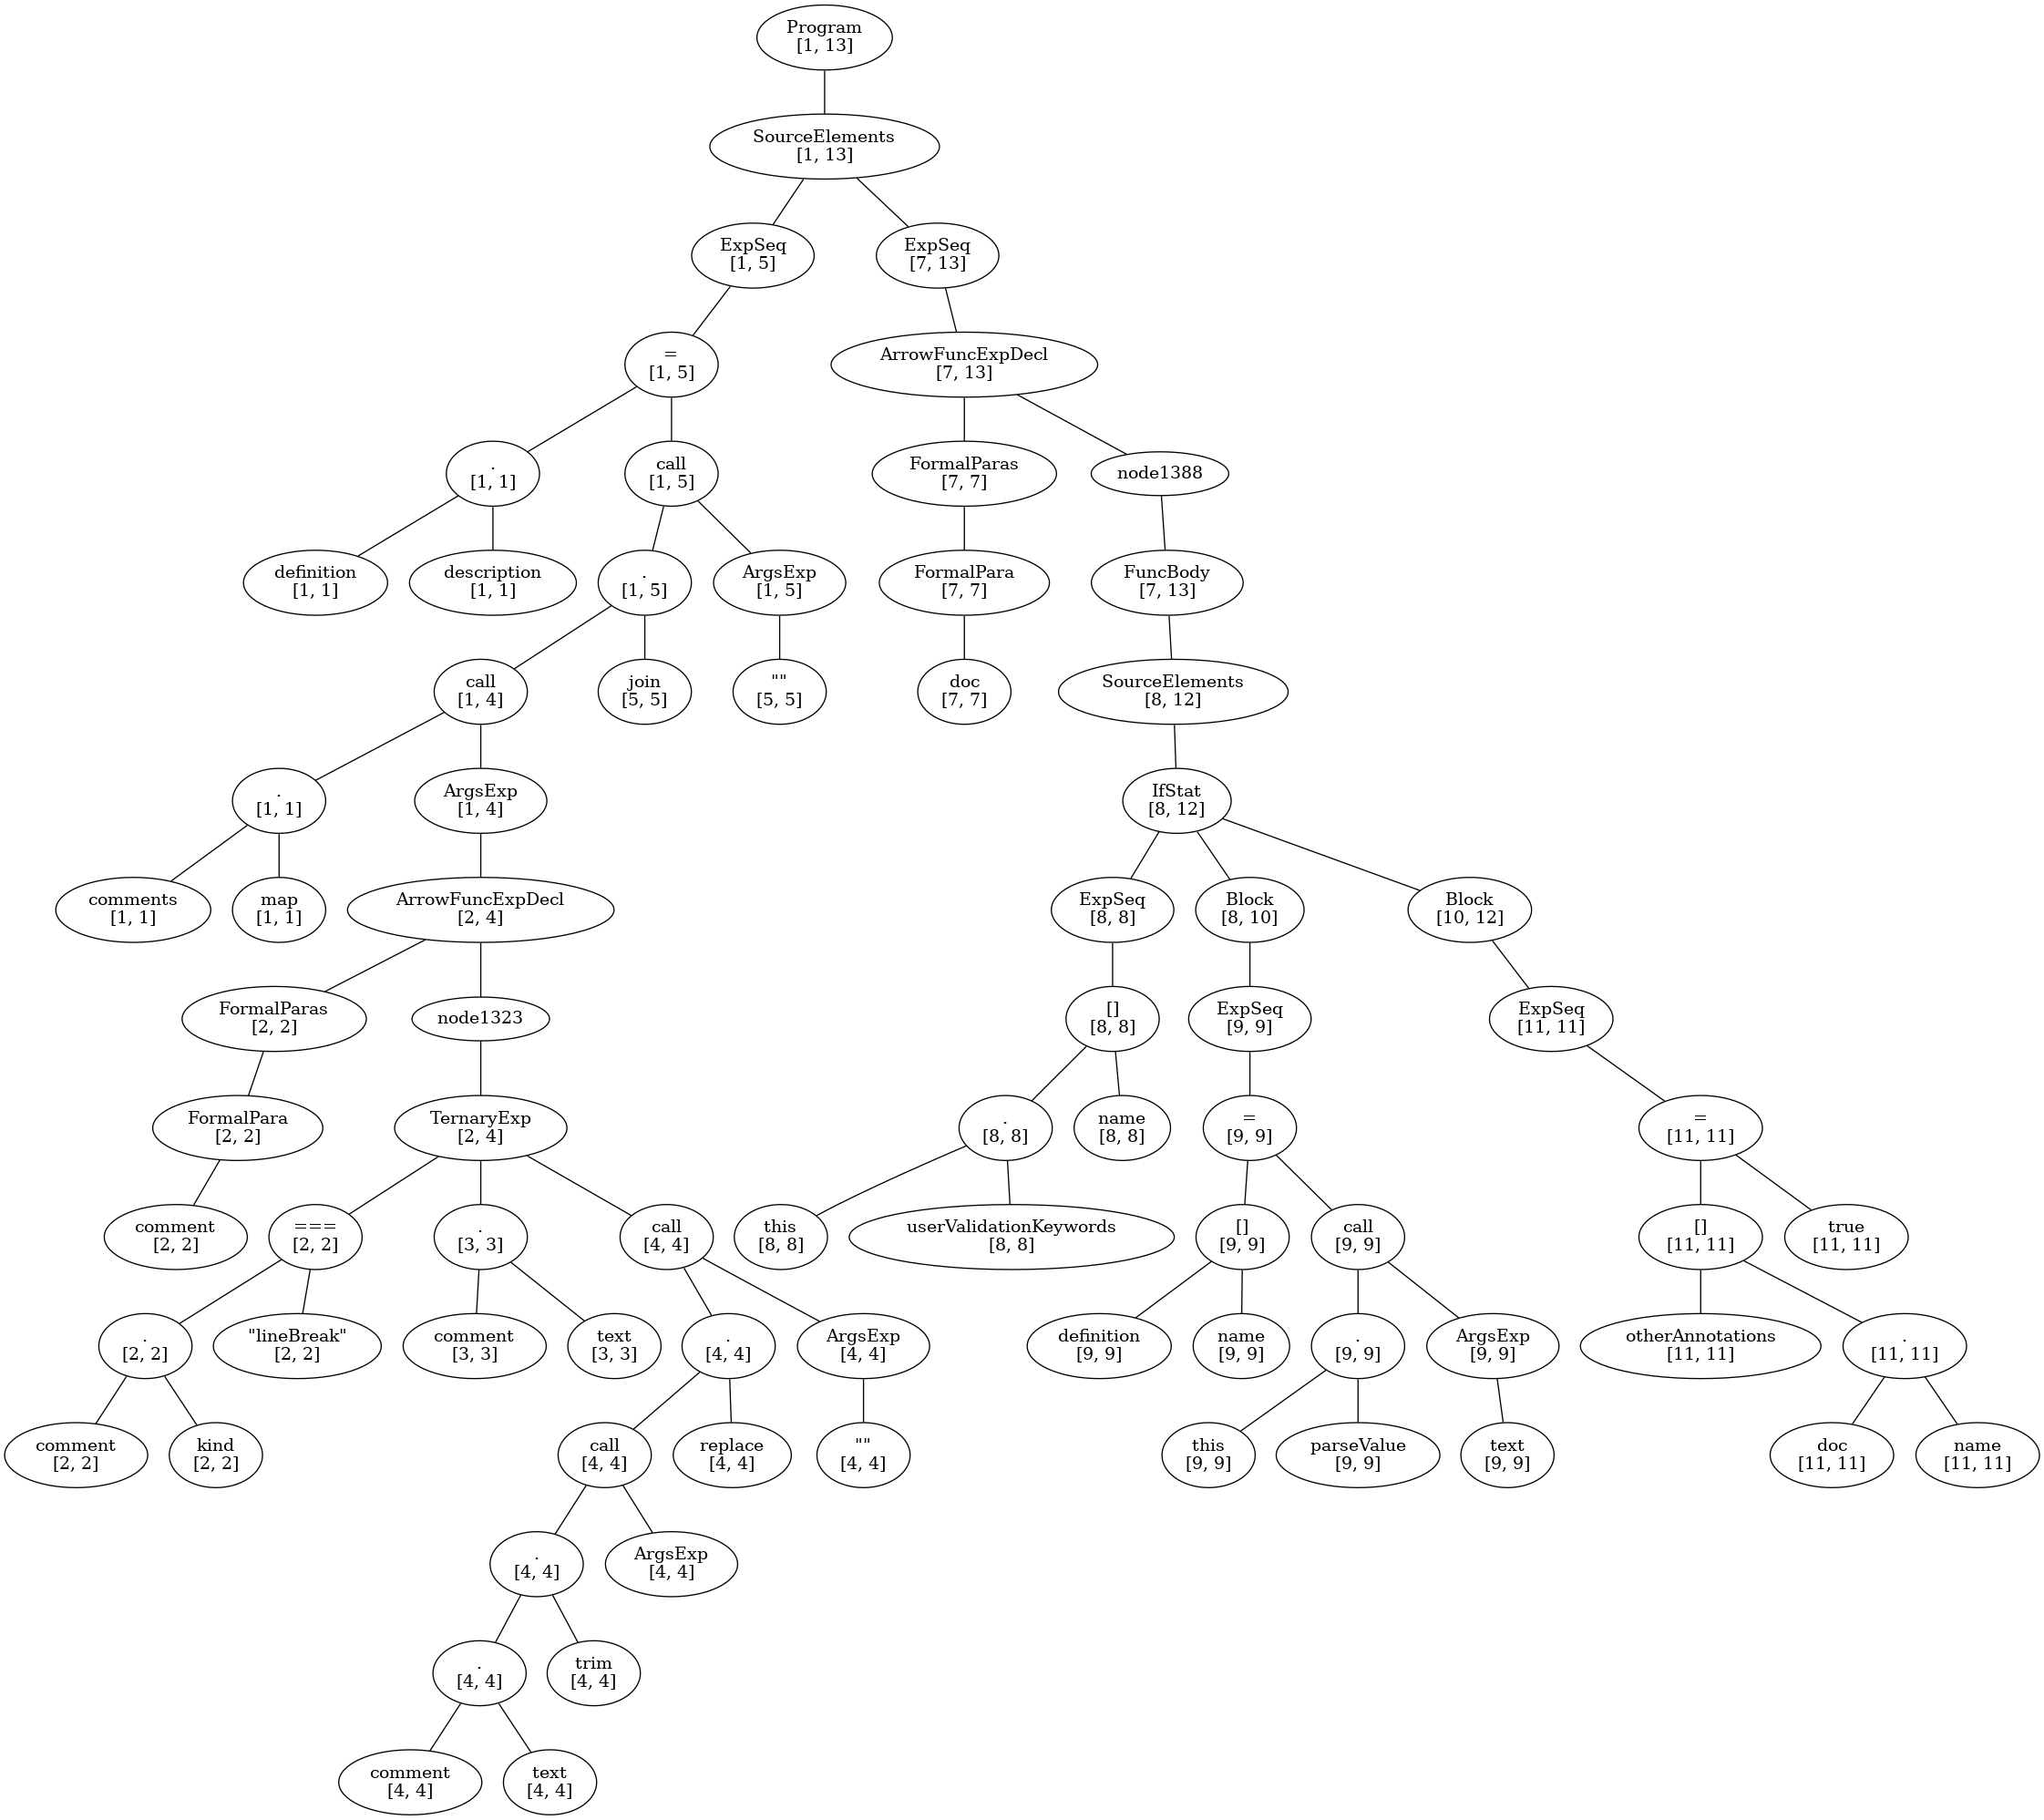 Program
[1, 13]
SourceElements
[1, 13]
ExpSeq
[1, 5]
ExpSeq
[7, 13]
=
[1, 5]
ArrowFuncExpDecl
[7, 13]
.
[1, 1]
call
[1, 5]
FormalParas
[7, 7]
node1388
definition
[1, 1]
description
[1, 1]
.
[1, 5]
ArgsExp
[1, 5]
FormalPara
[7, 7]
FuncBody
[7, 13]
call
[1, 4]
join
[5, 5]
""
[5, 5]
doc
[7, 7]
SourceElements
[8, 12]
.
[1, 1]
ArgsExp
[1, 4]
IfStat
[8, 12]
comments
[1, 1]
map
[1, 1]
ArrowFuncExpDecl
[2, 4]
ExpSeq
[8, 8]
Block
[8, 10]
Block
[10, 12]
FormalParas
[2, 2]
node1323
[]
[8, 8]
ExpSeq
[9, 9]
ExpSeq
[11, 11]
FormalPara
[2, 2]
TernaryExp
[2, 4]
.
[8, 8]
name
[8, 8]
=
[9, 9]
=
[11, 11]
comment
[2, 2]
===
[2, 2]
.
[3, 3]
call
[4, 4]
this
[8, 8]
userValidationKeywords
[8, 8]
[]
[9, 9]
call
[9, 9]
[]
[11, 11]
true
[11, 11]
.
[2, 2]
"lineBreak"
[2, 2]
comment
[3, 3]
text
[3, 3]
.
[4, 4]
ArgsExp
[4, 4]
definition
[9, 9]
name
[9, 9]
.
[9, 9]
ArgsExp
[9, 9]
otherAnnotations
[11, 11]
.
[11, 11]
comment
[2, 2]
kind
[2, 2]
call
[4, 4]
replace
[4, 4]
""
[4, 4]
this
[9, 9]
parseValue
[9, 9]
text
[9, 9]
doc
[11, 11]
name
[11, 11]
.
[4, 4]
ArgsExp
[4, 4]
.
[4, 4]
trim
[4, 4]
comment
[4, 4]
text
[4, 4]